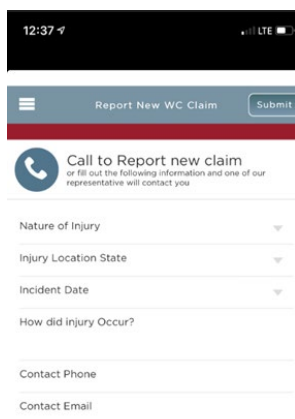 12:37
LTE
Report New WC Claim
Submit
Call to Report new claim
or fill out the following information and one of our
representative will contact you
Nature of Injury
Injury Location State
Incident Date
How did injury Occur?
Contact Phone
Contact Email